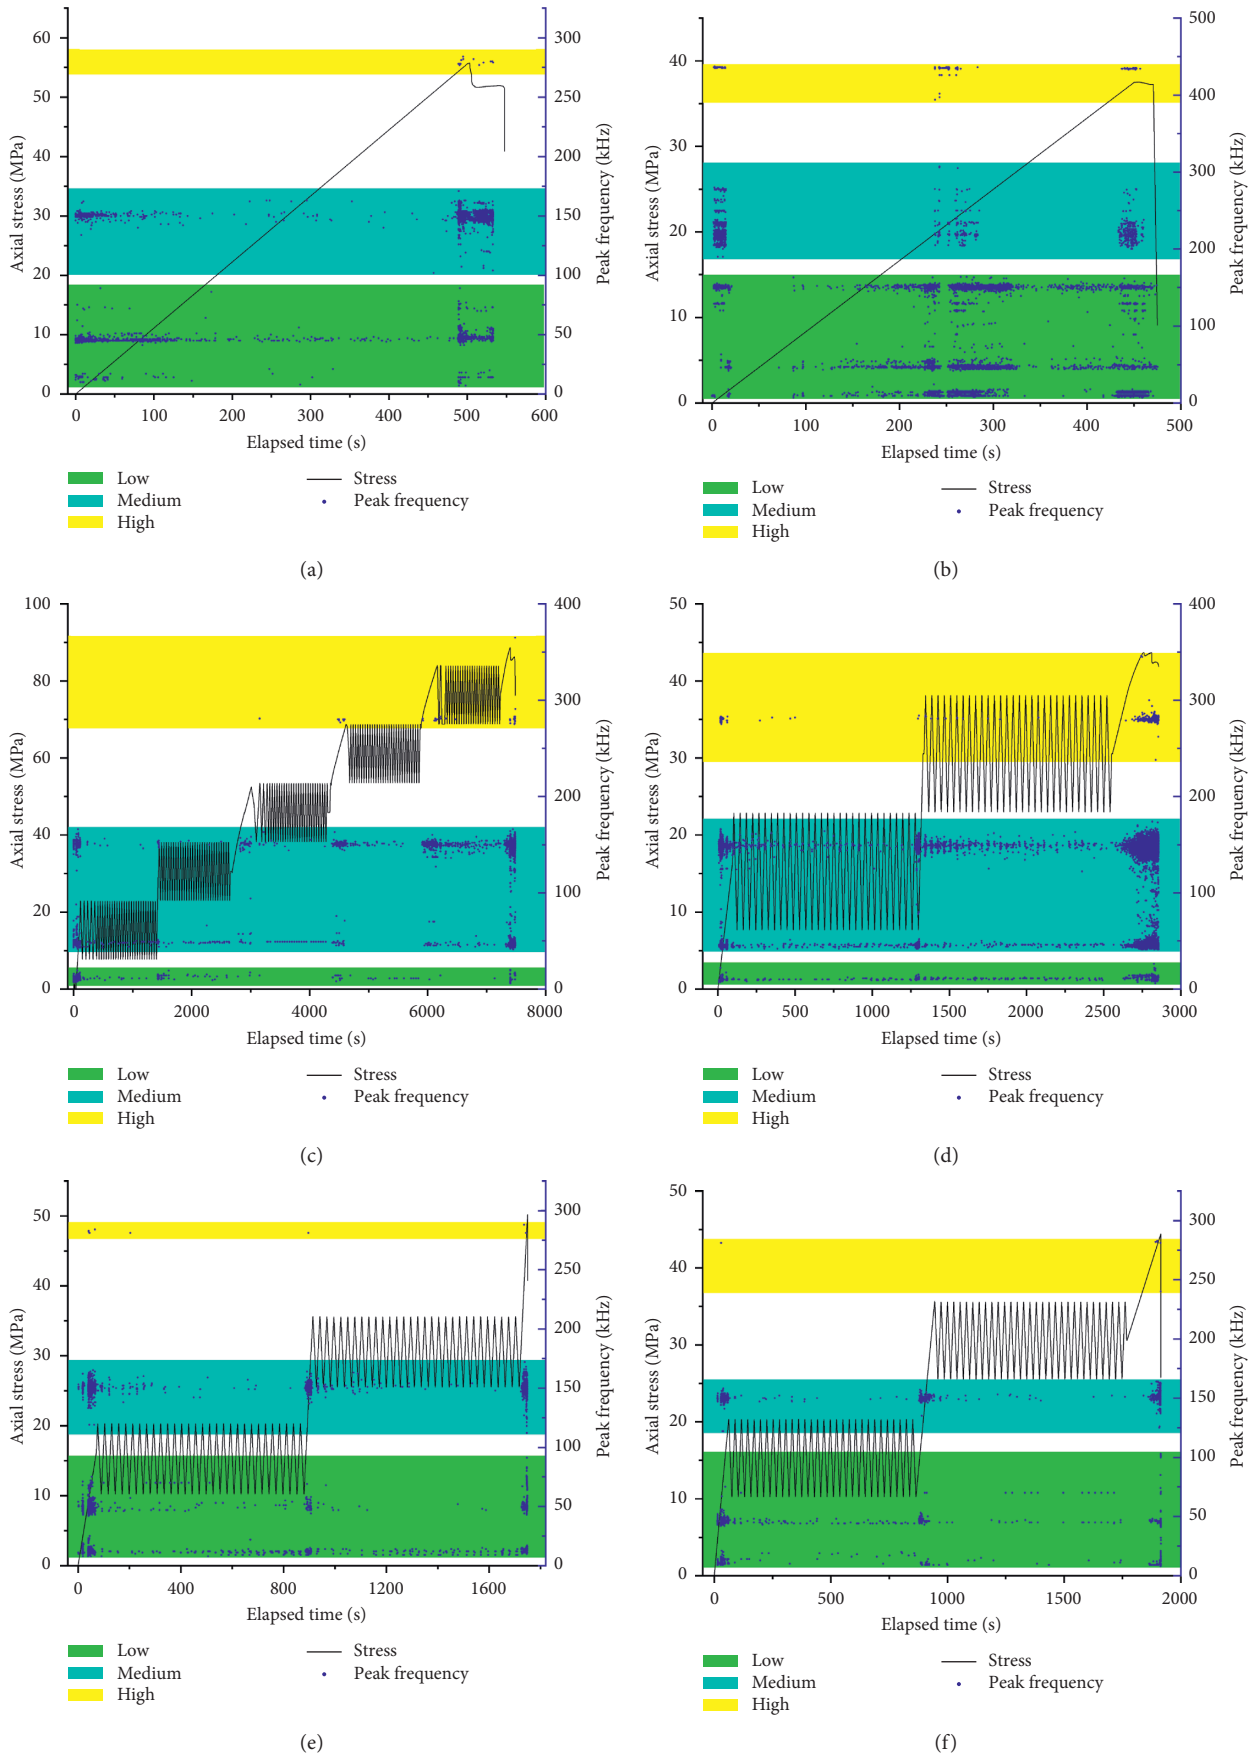 60
50
40
30
20
10
0
Axial stress (MPa)
300
250
200
150
100
50
0
Peak frequency (kHz)
0 100 200 300 400 500 600
Elapsed time (s)
Low
Medium
High
Stress
Peak frequency
(a)
40
30
20
10
0
Axial stress (MPa)
500
400
300
200
100
0
Peak frequency (kHz)
0 100 200 300 400 500
Elapsed time (s)
Low
Medium
High
Stress
Peak frequency
(b)
100
80
60
40
20
0
Axial stress (MPa)
400
300
200
100
0
Peak frequency (kHz)
0 2000 4000 6000 8000
Elapsed time (s)
Low
Medium
High
Stress
Peak frequency
(c)
50
40
30
20
10
0
Axial stress (MPa)
400
300
200
100
0
Peak frequency (kHz)
0 500 1000 1500 2000 2500 3000
Elapsed time (s)
Low
Medium
High
Stress
Peak frequency
(d)
50
40
30
20
10
0
Axial stress (MPa)
300
250
200
150
100
50
0
Peak frequency (kHz)
0 400 800 1200 1600
Elapsed time (s)
Low
Medium
High
Stress
Peak frequency
(e)
50
40
30
20
10
0
Axial stress (MPa)
300
250
200
150
100
50
0
Peak frequency (kHz)
0 500 1000 1500 2000
Elapsed time (s)
Low
Medium
High
Stress
Peak frequency
(f)